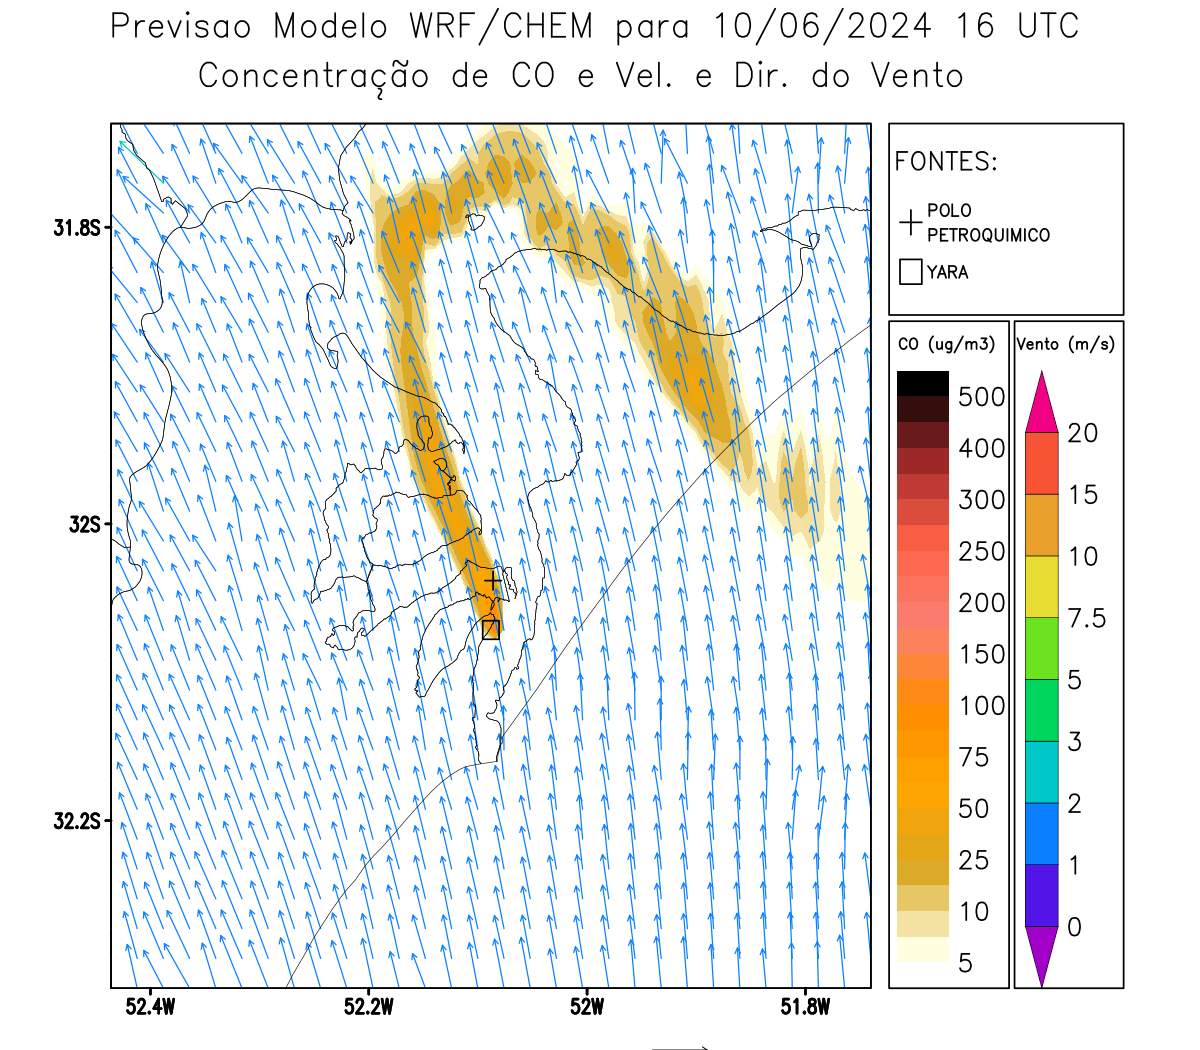 Previsao Modelo WRF/CHEM para 10/06/2024 16 UTC
Concentração de CO e Vel. e Dir. do Vento
FONTES:
POLO
PETROQUIMICO
YARA
CO (ug/m3)
500
400
300
250
200
150
100
75
50
25
10
5
Vento (m/s)
20
15
10
7.5
5
3
2
1
0
31.8S
32S
32.2S
52.4W
52.2W
52W
51.8W